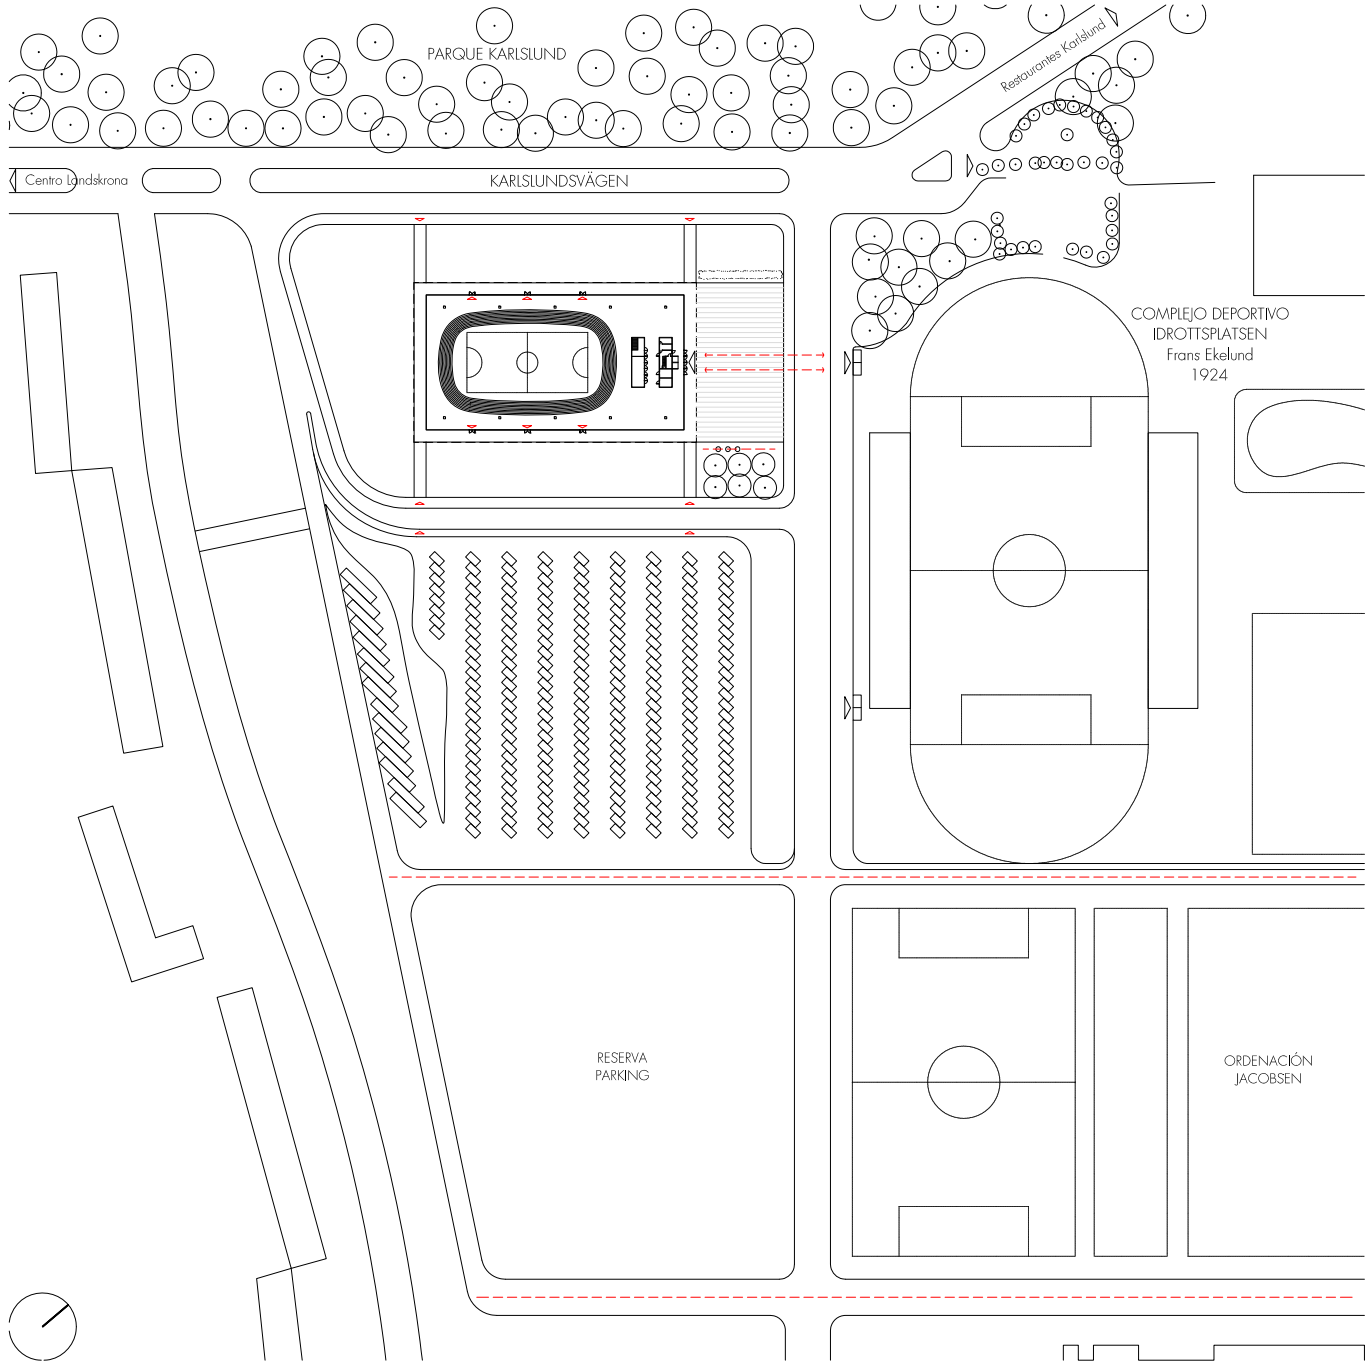 PARQUE KARLSLUND
Restaurantes Karlslund
Centro Landskrona
KARLSLUNDSVÄGEN
COMPLEJO DEPORTIVO
IDROTTSPLATSEN
Frans Ekelund
1924
RESERVA
PARKING
ORDENACIÓN
JACOBSEN